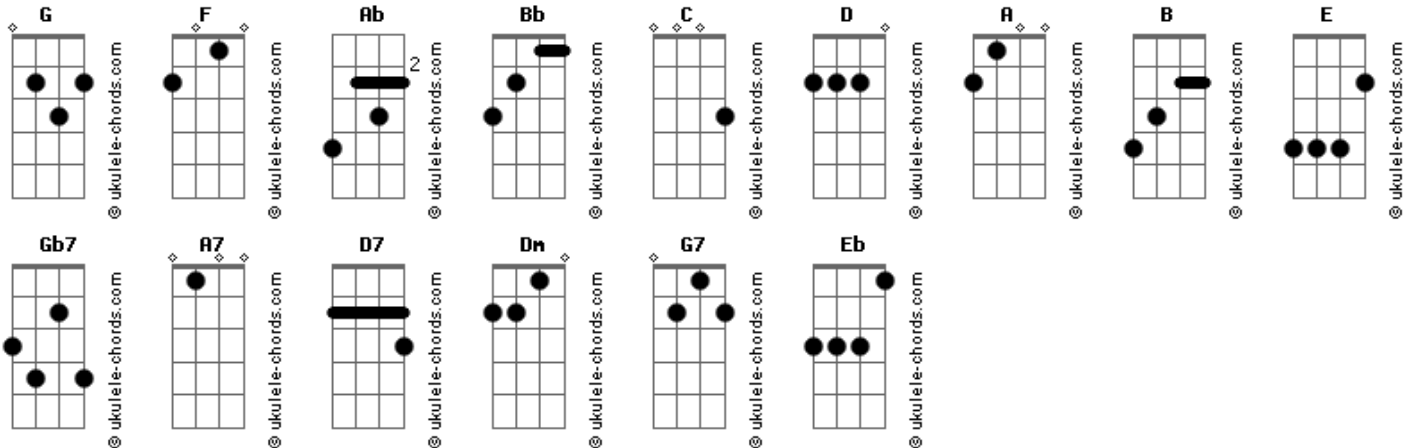 G F Ab Bb C D A B E
2
© ukulele-chords.com © ukulele-chords.com © ukulele-chords.com © ukulele-chords.com © ukulele-chords.com © ukulele-chords.com © ukulele-chords.com © ukulele-chords.com © ukulele-chords.com
Gb7 A7 D7 Dm G7 Eb
© ukulele-chords.com © ukulele-chords.com © ukulele-chords.com © ukulele-chords.com © ukulele-chords.com © ukulele-chords.com